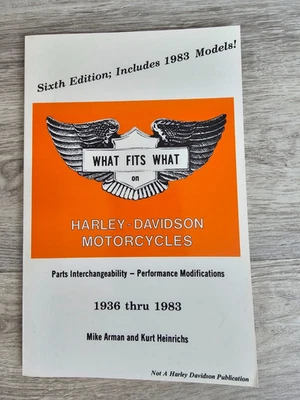 Sixth Edition; Includes 1983 Models!
WHAT FITS WHAT
on
HARLEY-DAVIDSON
MOTORCYCLES
Parts Interchangeability – Performance Modifications
1936 thru 1983
Mike Arman and Kurt Heinrichs
Not A Harley Davidson Publication